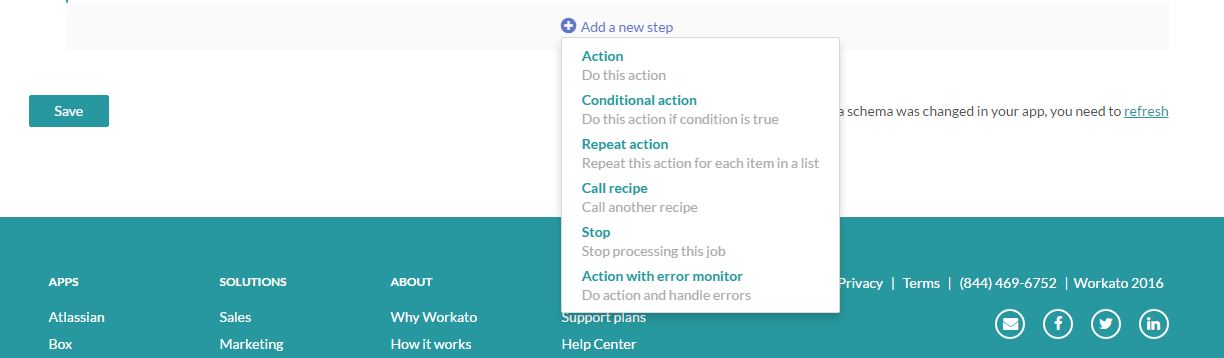 Add a new step
Action
Do this action
Conditional action
Do this action if condition is true
Repeat action
Repeat this action for each item in a list
Call recipe
Call another recipe
Stop
Stop processing this job
Action with error monitor
Do action and handle errors
Save
a schema was changed in your app, you need to refresh
APPS
Atlassian
Box
SOLUTIONS
Sales
Marketing
ABOUT
Why Workato
How it works
Support plans
Help Center
Privacy | Terms | (844) 469-6752 | Workato 2016